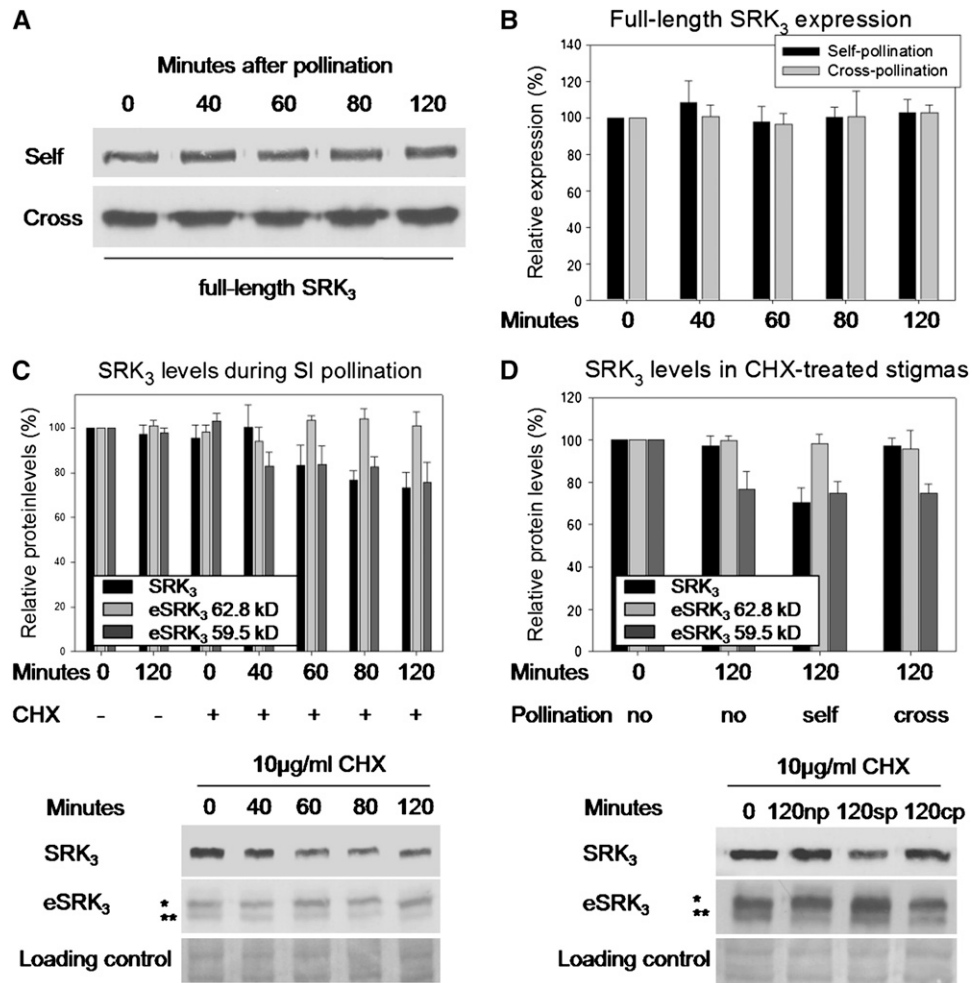 A
Minutes after pollination
0 40 60 80 120
Self
Cross
full-length SRK3
B
Full-length SRK3 expression
Self-pollination
Cross-pollination
Relative expression (%)
140
120
100
80
60
40
20
0
Minutes 0 40 60 80 120
C
SRK3 levels during SI pollination
Relative proteinlevels (%)
100
80
60
40
20
0
SRK3
eSRK3 62.8 kD
eSRK3 59.5 kD
Minutes 0 120 0 40 60 80 120
CHX - - + + + + +
10µg/ml CHX
Minutes 0 40 60 80 120
SRK3
eSRK3 *
**
Loading control
D
SRK3 levels in CHX-treated stigmas
Relative protein levels (%)
120
100
80
60
40
20
0
SRK3
eSRK3 62.8 kD
eSRK3 59.5 kD
Minutes 0 120 120 120
Pollination no no self cross
10µg/ml CHX
Minutes 0 120np 120sp 120cp
SRK3
eSRK3 *
**
Loading control